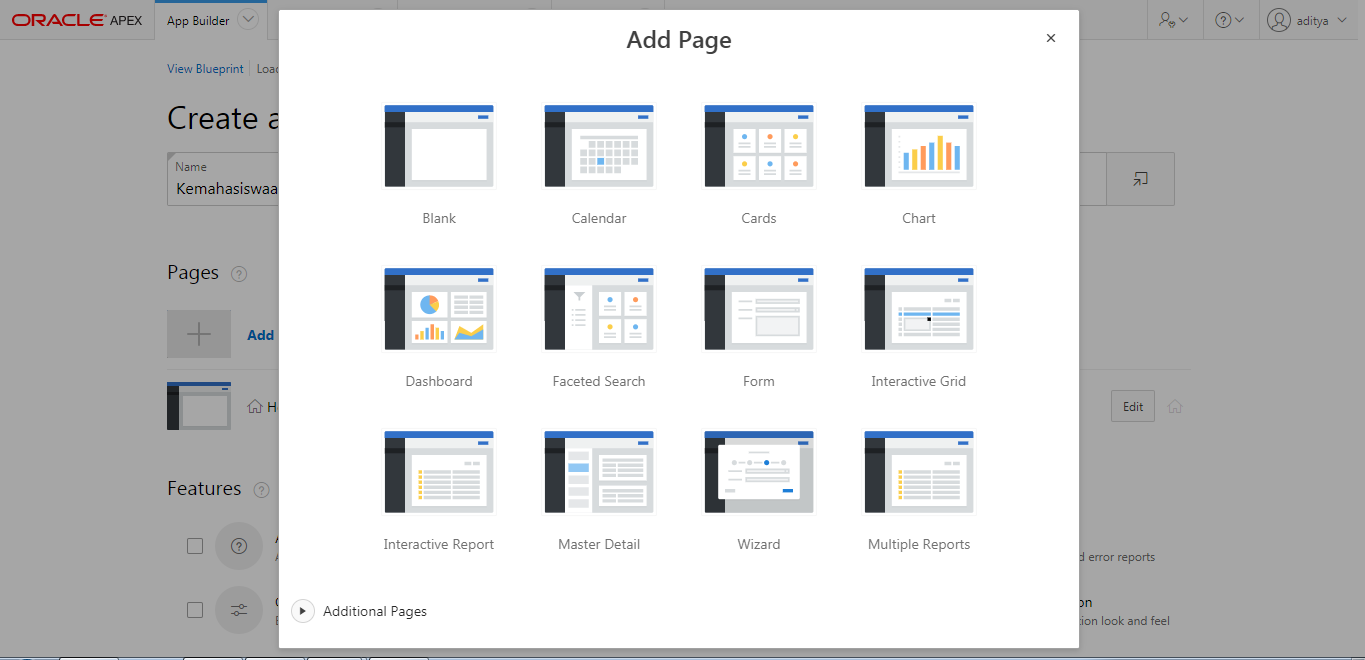 ORACLE APEX
App Builder
aditya
View Blueprint
Create a
Name
Kemahasiswaa
Pages
Add
Edit
Features
d error reports
on
ion look and feel
Add Page
Blank
Calendar
Cards
Chart
Dashboard
Faceted Search
Form
Interactive Grid
Interactive Report
Master Detail
Wizard
Multiple Reports
Additional Pages